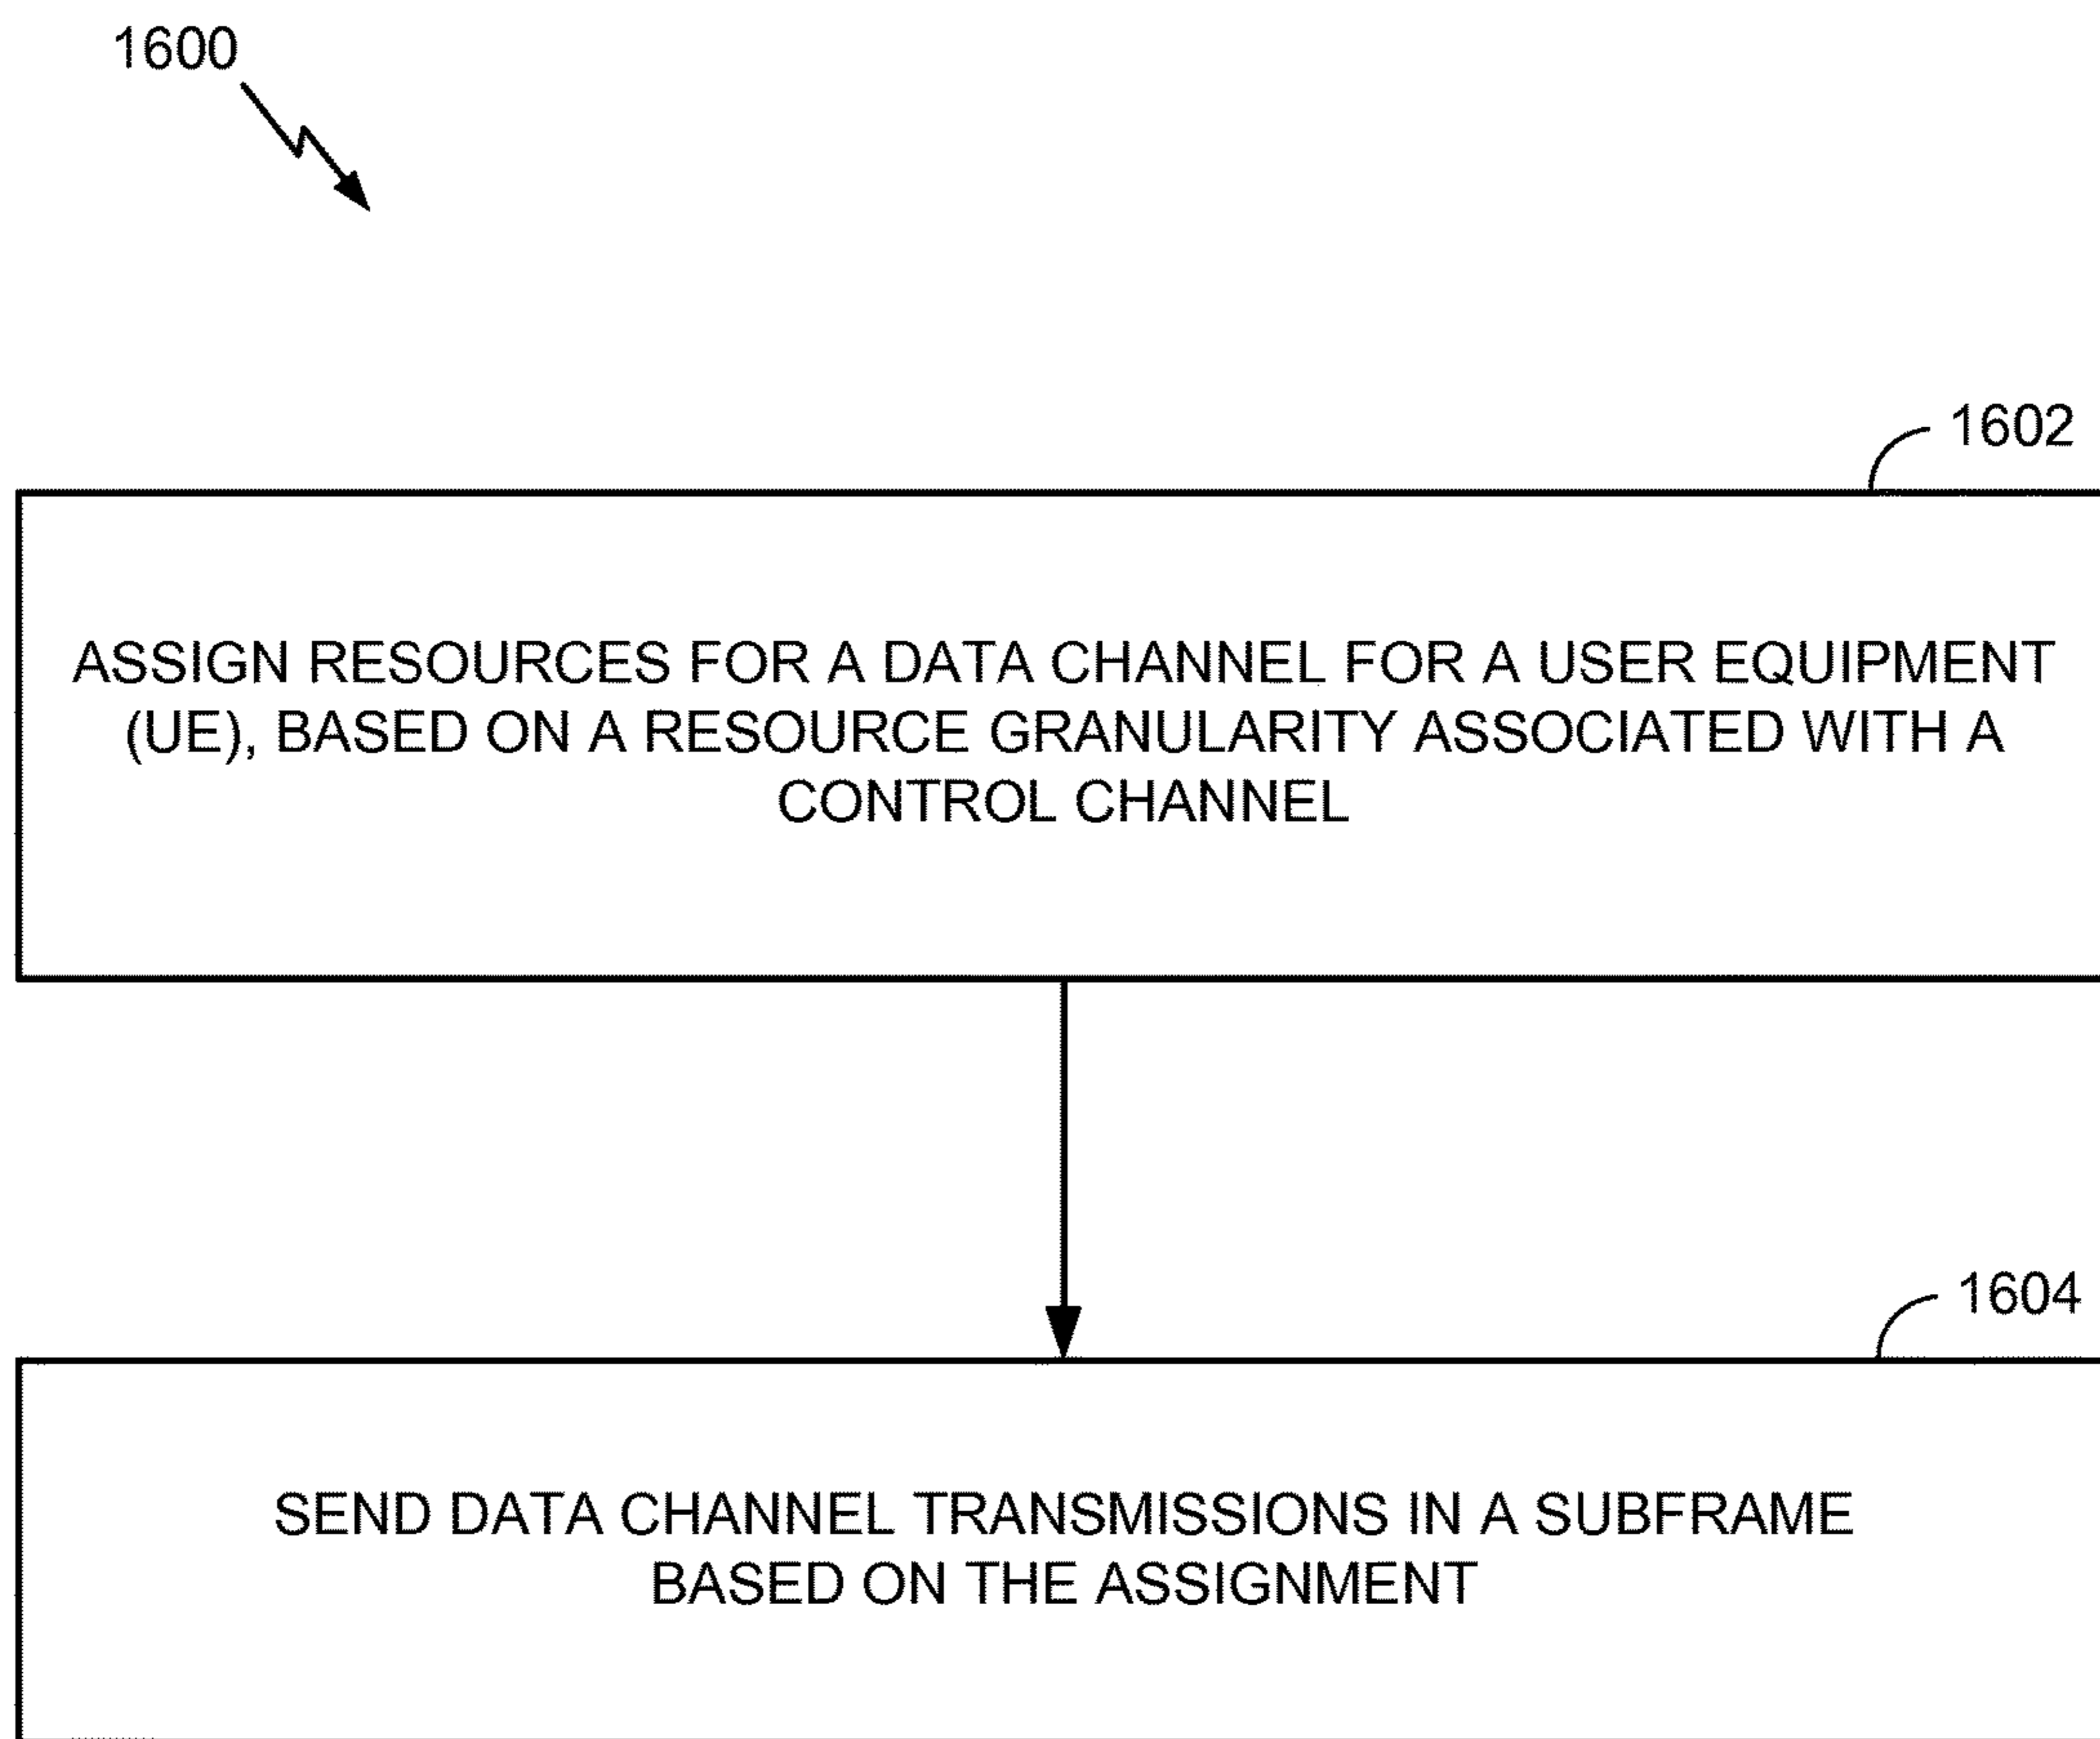 1600
1602
ASSIGN RESOURCES FOR A DATA CHANNEL FOR A USER EQUIPMENT
(UE), BASED ON A RESOURCE GRANULARITY ASSOCIATED WITH A
CONTROL CHANNEL
1604
SEND DATA CHANNEL TRANSMISSIONS IN A SUBFRAME
BASED ON THE ASSIGNMENT